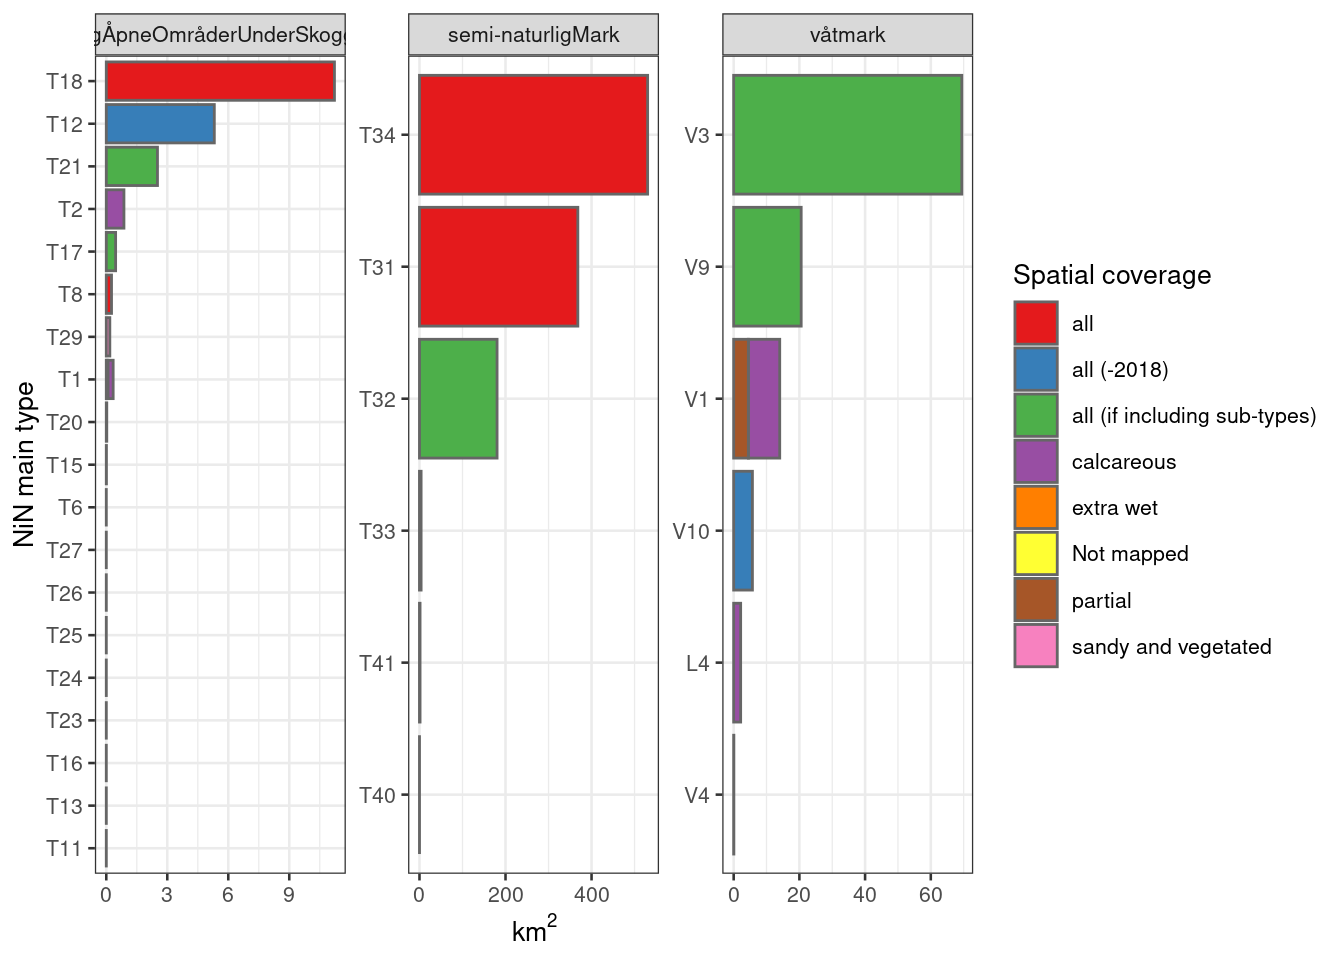 gÅpneOmråderUnderSkogg
semi-naturligMark
våtmark
T18
T12
T21
T2
T17
T8
T29
T1
T20
T15
T6
T27
T26
T25
T24
T23
T16
T13
T11
T34
T31
T32
T33
T41
T40
V3
V9
V1
V10
L4
V4
0 3 6 9
0 200 400
0 20 40 60
NiN main type
km²
Spatial coverage
all
all (-2018)
all (if including sub-types)
calcareous
extra wet
Not mapped
partial
sandy and vegetated